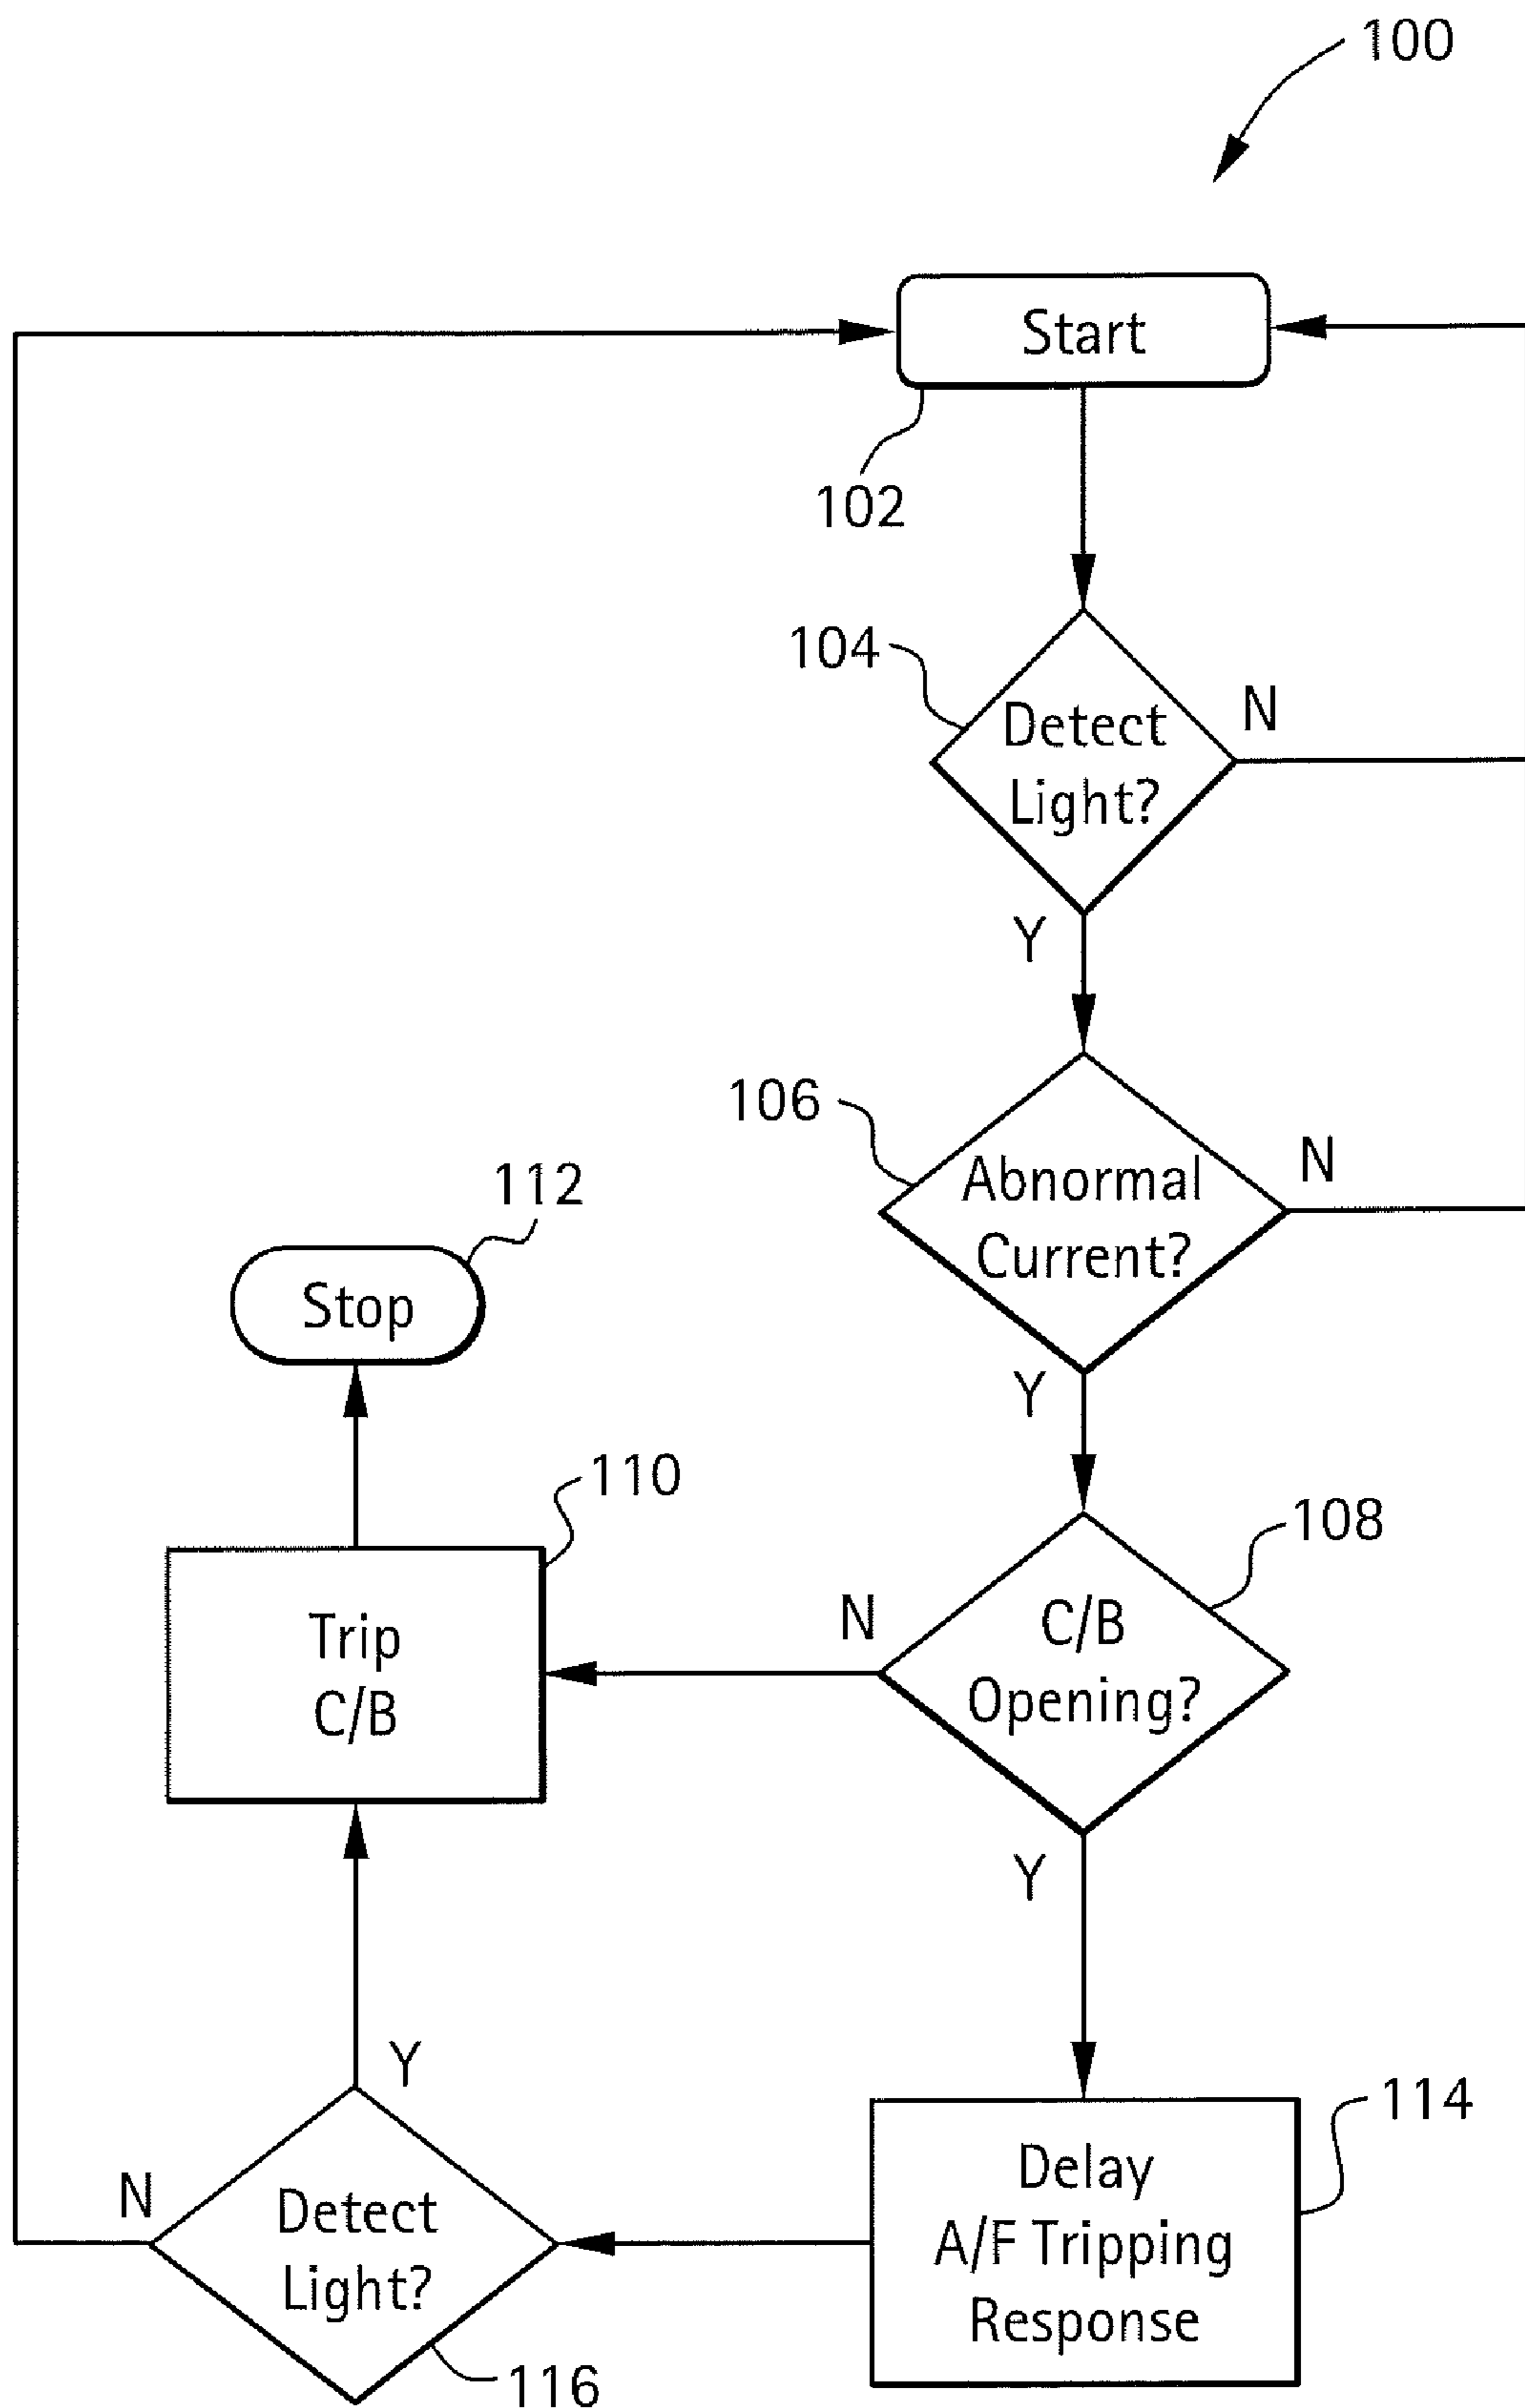 100
Start
102
104
Detect
Light?
N
Y
106
Abnormal
Current?
N
112
Stop
Y
110
108
Trip
C/B
N
C/B
Opening?
Y
Y
114
N
Detect
Light?
Delay
A/F Tripping
Response
116